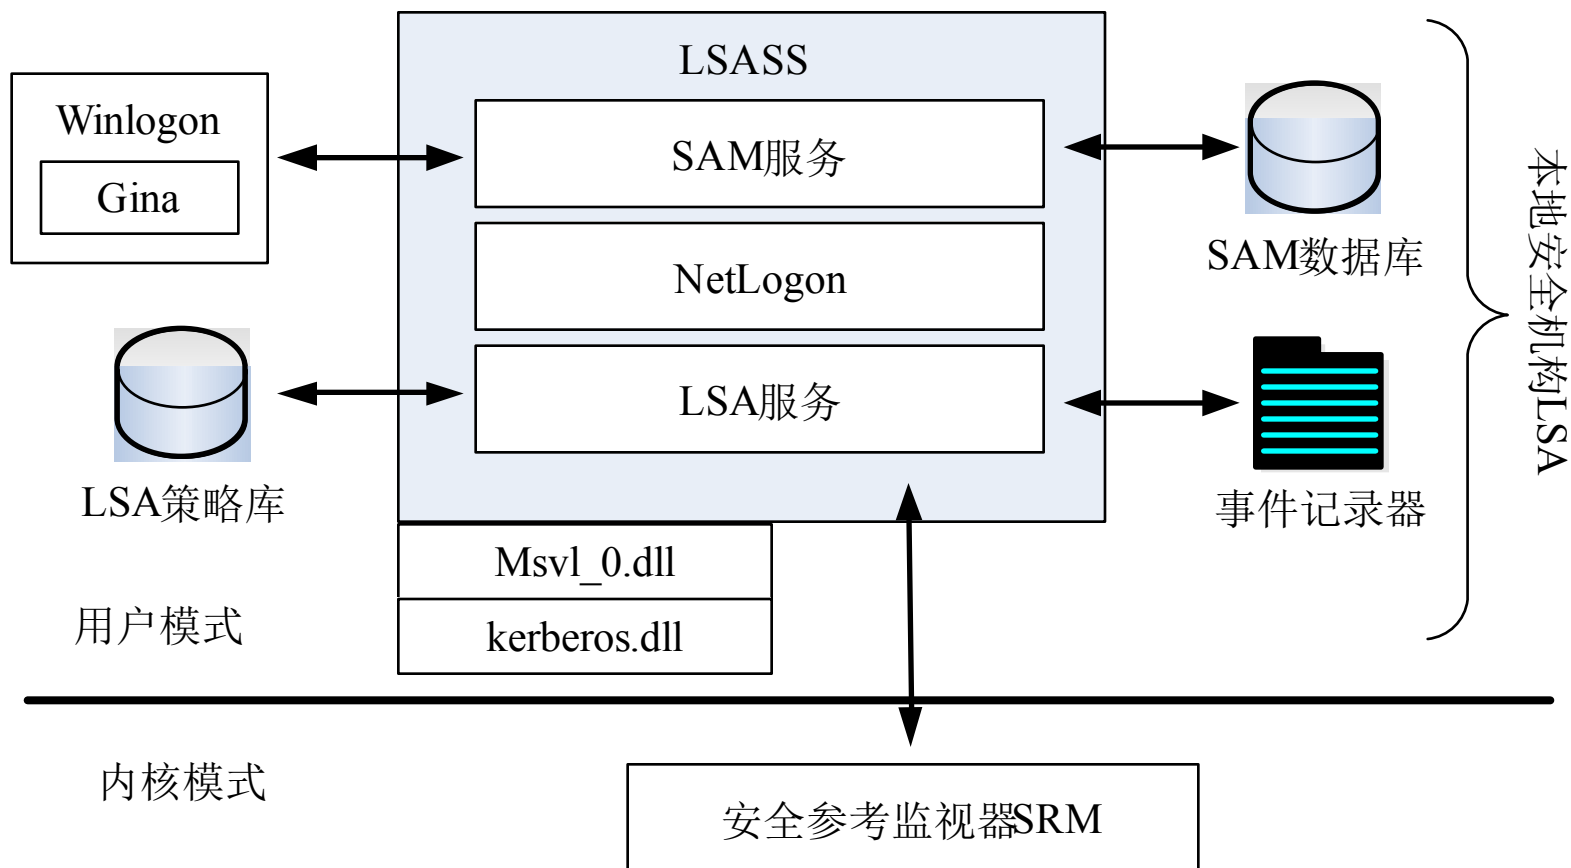 LSASS
Winlogon
Gina
SAM服务
SAM数据库
NetLogon
LSA服务
LSA策略库
事件记录器
本地安全机构LSA
Msvl_0.dll
kerberos.dll
用户模式
内核模式
安全参考监视器SRM